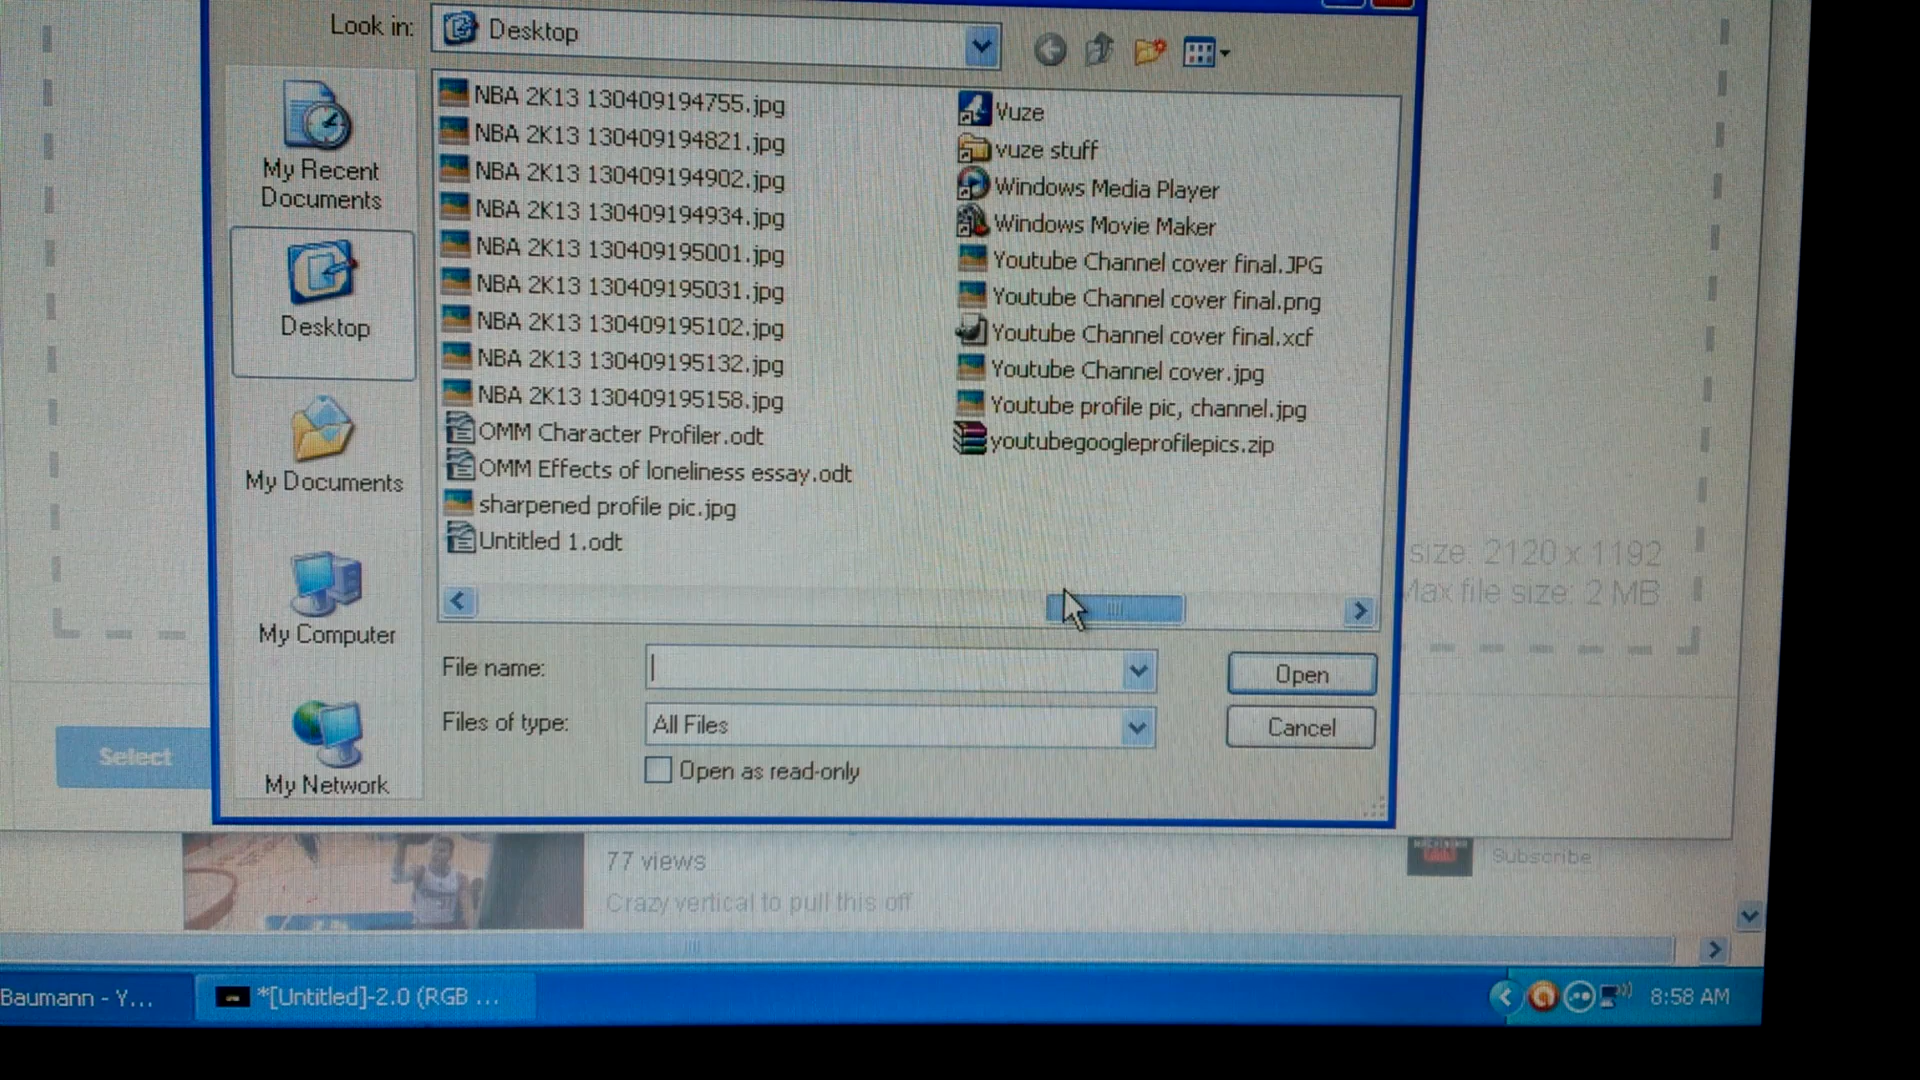 Look in:
Desktop
My Recent
Documents
Desktop
My Documents
My Computer
My Network
NBA 2K13 130409194755.jpg
NBA 2K13 130409194821.jpg
NBA 2K13 130409194902.jpg
NBA 2K13 130409194934.jpg
NBA 2K13 130409195001.jpg
NBA 2K13 130409195031.jpg
NBA 2K13 130409195102.jpg
NBA 2K13 130409195132.jpg
NBA 2K13 130409195158.jpg
OMM Character Profiler.odt
OMM Effects of loneliness essay.odt
sharpened profile pic.jpg
Untitled 1.odt
Vuze
vuze stuff
Windows Media Player
Windows Movie Maker
Youtube Channel cover final.JPG
Youtube Channel cover final.png
Youtube Channel cover final.xcf
Youtube Channel cover.jpg
Youtube profile pic, channel.jpg
youtubegoogleprofilepics.zip
size: 2120 x 1192
Max file size: 2 MB
File name:
Open
Files of type:
All Files
Cancel
Open as read-only
Select
77 views
Crazy vertical to pull this off
Subscribe
Baumann - Y...
*[Untitled]-2.0 (RGB ...
8:58 AM